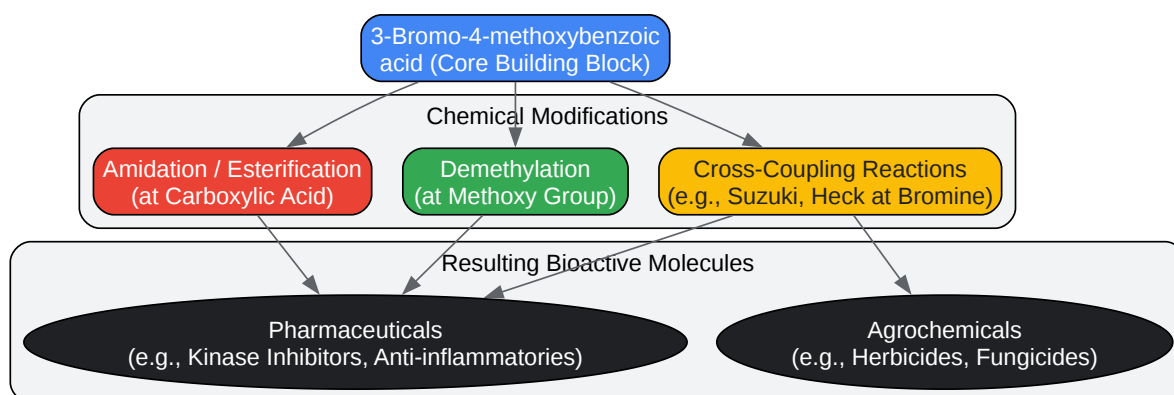 3-Bromo-4-methoxybenzoic
acid (Core Building Block)
Chemical Modifications
Amidation / Esterification
(at Carboxylic Acid)
Demethylation
(at Methoxy Group)
Cross-Coupling Reactions
(e.g., Suzuki, Heck at Bromine)
Resulting Bioactive Molecules
Pharmaceuticals
(e.g., Kinase Inhibitors, Anti-inflammatories)
Agrochemicals
(e.g., Herbicides, Fungicides)